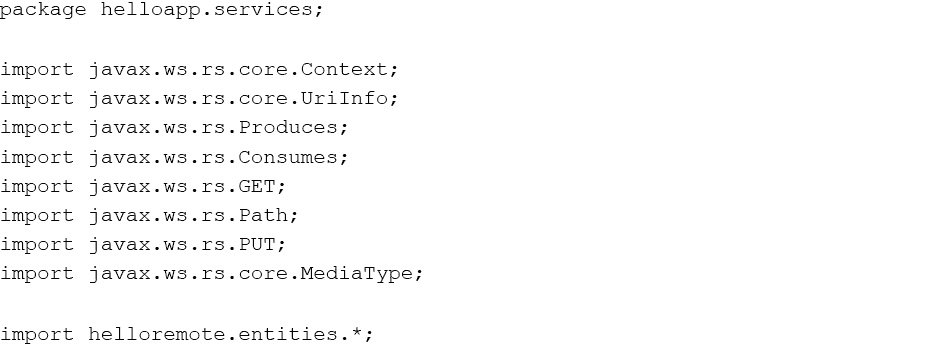 package helloapp.services;
import javax.ws.rs.core.Context;
import javax.ws.rs.core.UriInfo;
import javax.ws.rs.Produces;
import javax.ws.rs.Consumes;
import javax.ws.rs.GET;
import javax.ws.rs.Path;
import javax.ws.rs.PUT;
import javax.ws.rs.core.MediaType;
import helloremote.entities.*;